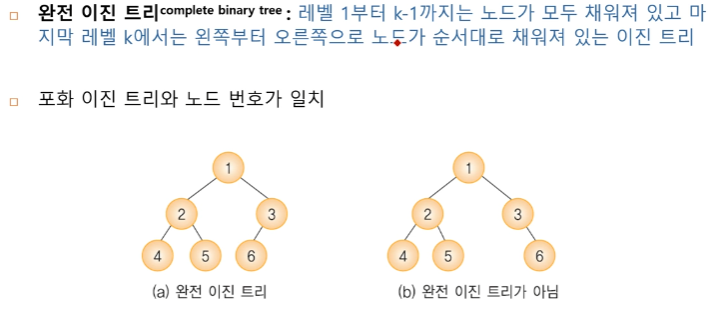 완전 이진 트리complete binary tree : 레벨 1부터 k-1까지는 노드가 모두 채워져 있고 마
지막 레벨 k에서는 왼쪽부터 오른쪽으로 노드가 순서대로 채워져 있는 이진 트리
포화 이진 트리와 노드 번호가 일치
1
2 3
4 5 6
(a) 완전 이진 트리
1
2 3
4 5 6
(b) 완전 이진 트리가 아님